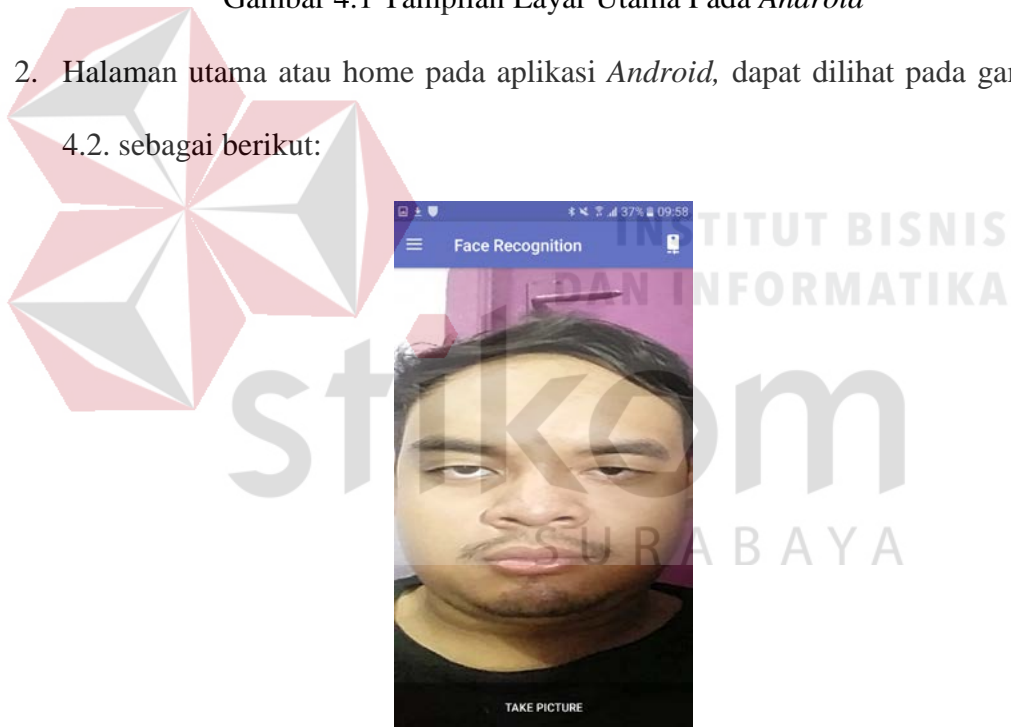 Gambar 4.1 Tampilan Layar Utama Pada Android
2. Halaman utama atau home pada aplikasi Android, dapat dilihat pada
4.2. sebagai berikut:
37% 09:58
Face Recognition
INSTITUT BISNIS
DAN INFORMATIKA
stikom
SURABAYA
TAKE PICTURE